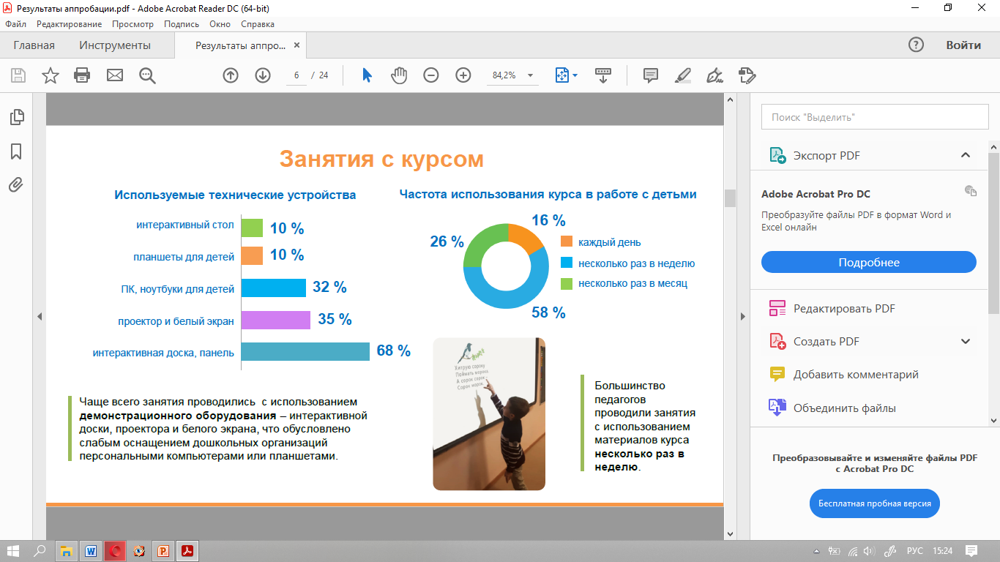 Результаты аппробации.pdf - Adobe Acrobat Reader DC (64-bit)
Файл Редактирование Просмотр Подпись Окно Справка
Главная Инструменты Результаты аппро... × Войти
6 / 24 84,2%
Занятия с курсом
Используемые технические устройства
интерактивный стол 10 %
планшеты для детей 10 %
ПК, ноутбуки для детей 32 %
проектор и белый экран 35 %
интерактивная доска, панель 68 %
Чаще всего занятия проводились с использованием
демонстрационного оборудования – интерактивной
доски, проектора и белого экрана, что обусловлено
слабым оснащением дошкольных организаций
персональными компьютерами или планшетами.
Частота использования курса в работе с детьми
16 %
26 %
58 %
каждый день
несколько раз в неделю
несколько раз в месяц
Хитрую сороку
Поймать морока,
А сорок сорок -
Сорок морок.
Большинство
педагогов
проводили занятия
с использованием
материалов курса
несколько раз в
неделю.
Поиск "Выделить"
Экспорт PDF
Adobe Acrobat Pro DC
Преобразуйте файлы PDF в формат Word и
Excel онлайн
Подробнее
Редактировать PDF
Создать PDF
Добавить комментарий
Объединить файлы
Преобразовывайте и изменяйте файлы PDF
с Acrobat Pro DC
Бесплатная пробная версия
РУС 15:24